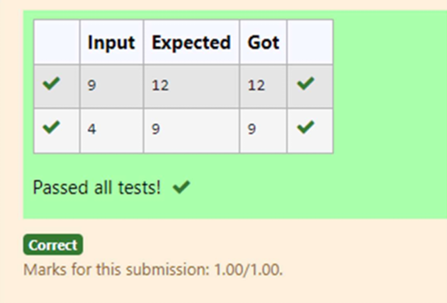 Input Expected Got
9 12 12
4 9 9
Passed all tests!
Correct
Marks for this submission: 1.00/1.00.